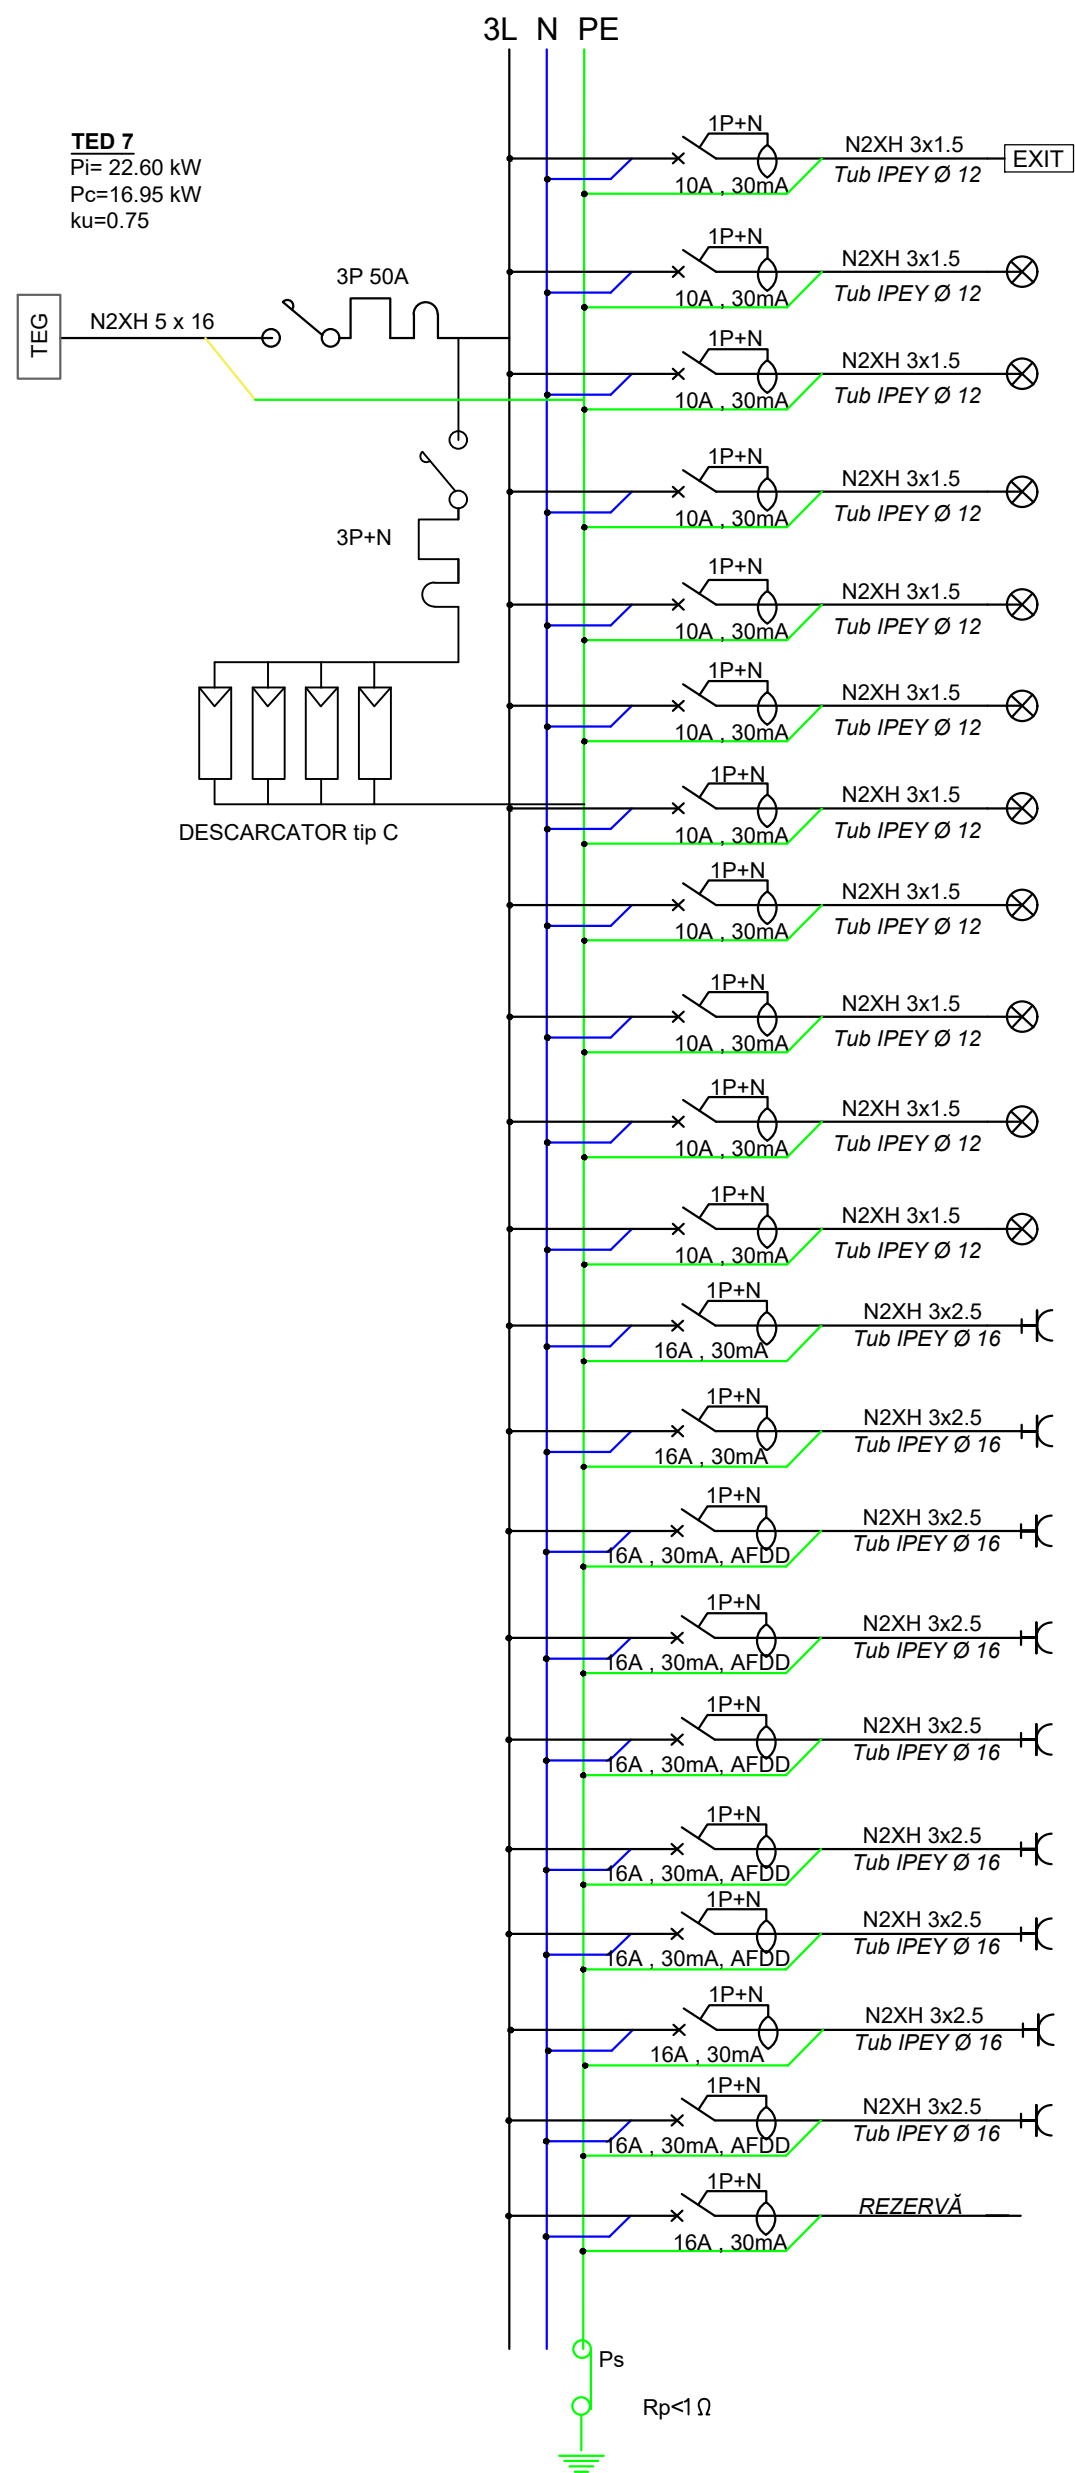 3L N PE
TED 7
Pi= 22.60 kW
Pc=16.95 kW
ku=0.75
TEG
N2XH 5 x 16
3P 50A
3P+N
DESCARCATOR tip C
1P+N
10A , 30mA
N2XH 3x1.5
Tub IPEY Ø 12
EXIT
1P+N
10A , 30mA
N2XH 3x1.5
Tub IPEY Ø 12
1P+N
10A , 30mA
N2XH 3x1.5
Tub IPEY Ø 12
1P+N
10A , 30mA
N2XH 3x1.5
Tub IPEY Ø 12
1P+N
10A , 30mA
N2XH 3x1.5
Tub IPEY Ø 12
1P+N
10A , 30mA
N2XH 3x1.5
Tub IPEY Ø 12
1P+N
10A , 30mA
N2XH 3x1.5
Tub IPEY Ø 12
1P+N
10A , 30mA
N2XH 3x1.5
Tub IPEY Ø 12
1P+N
10A , 30mA
N2XH 3x1.5
Tub IPEY Ø 12
1P+N
10A , 30mA
N2XH 3x1.5
Tub IPEY Ø 12
1P+N
10A , 30mA
N2XH 3x1.5
Tub IPEY Ø 12
1P+N
16A , 30mA
N2XH 3x2.5
Tub IPEY Ø 16
1P+N
16A , 30mA
N2XH 3x2.5
Tub IPEY Ø 16
1P+N
16A , 30mA, AFDD
N2XH 3x2.5
Tub IPEY Ø 16
1P+N
16A , 30mA, AFDD
N2XH 3x2.5
Tub IPEY Ø 16
1P+N
16A , 30mA, AFDD
N2XH 3x2.5
Tub IPEY Ø 16
1P+N
16A , 30mA, AFDD
N2XH 3x2.5
Tub IPEY Ø 16
1P+N
16A , 30mA, AFDD
N2XH 3x2.5
Tub IPEY Ø 16
1P+N
16A , 30mA
N2XH 3x2.5
Tub IPEY Ø 16
1P+N
16A , 30mA, AFDD
N2XH 3x2.5
Tub IPEY Ø 16
1P+N
16A , 30mA
REZERVĂ
Ps
Rp<1Ω